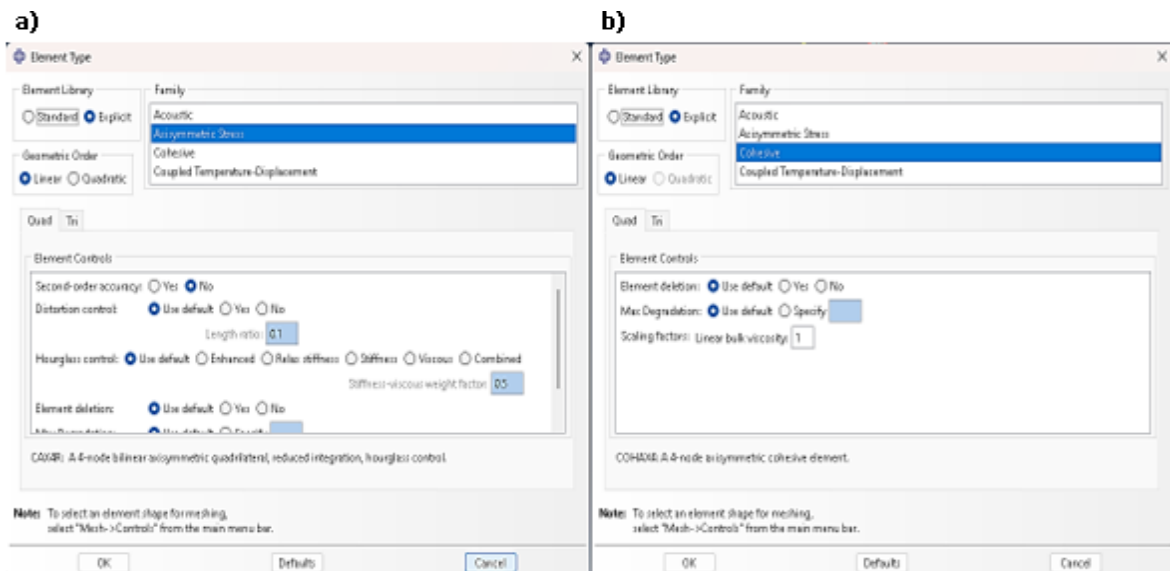 a)
Element Type
Element Library
Standard Explicit
Family
Acoustic
Axisymmetric Stress
Cohesive
Coupled Temperature-Displacement
Geometric Order
Linear Quadratic
Quad Tri
Element Controls
Second-order accuracy: Yes No
Distortion control: Use default Yes No
Length ratio: 0.1
Hourglass control: Use default Enhanced Relax stiffness Stiffness Viscous Combined
Stiffness-viscous weight factor: 0.5
Element deletion: Use default Yes No
Max Degradation: Use default Specify
CAX4R: A 4-node bilinear axisymmetric quadrilateral, reduced integration, hourglass control.
Note: To select an element shape for meshing,
select "Mesh->Controls" from the main menu bar.
OK Defaults Cancel
b)
Element Type
Element Library
Standard Explicit
Family
Acoustic
Axisymmetric Stress
Cohesive
Coupled Temperature-Displacement
Geometric Order
Linear Quadratic
Quad Tri
Element Controls
Element deletion: Use default Yes No
Max Degradation: Use default Specify
Scaling factors: Linear bulk viscosity: 1
COHAX4: A 4-node axisymmetric cohesive element.
Note: To select an element shape for meshing,
select "Mesh->Controls" from the main menu bar.
OK Defaults Cancel